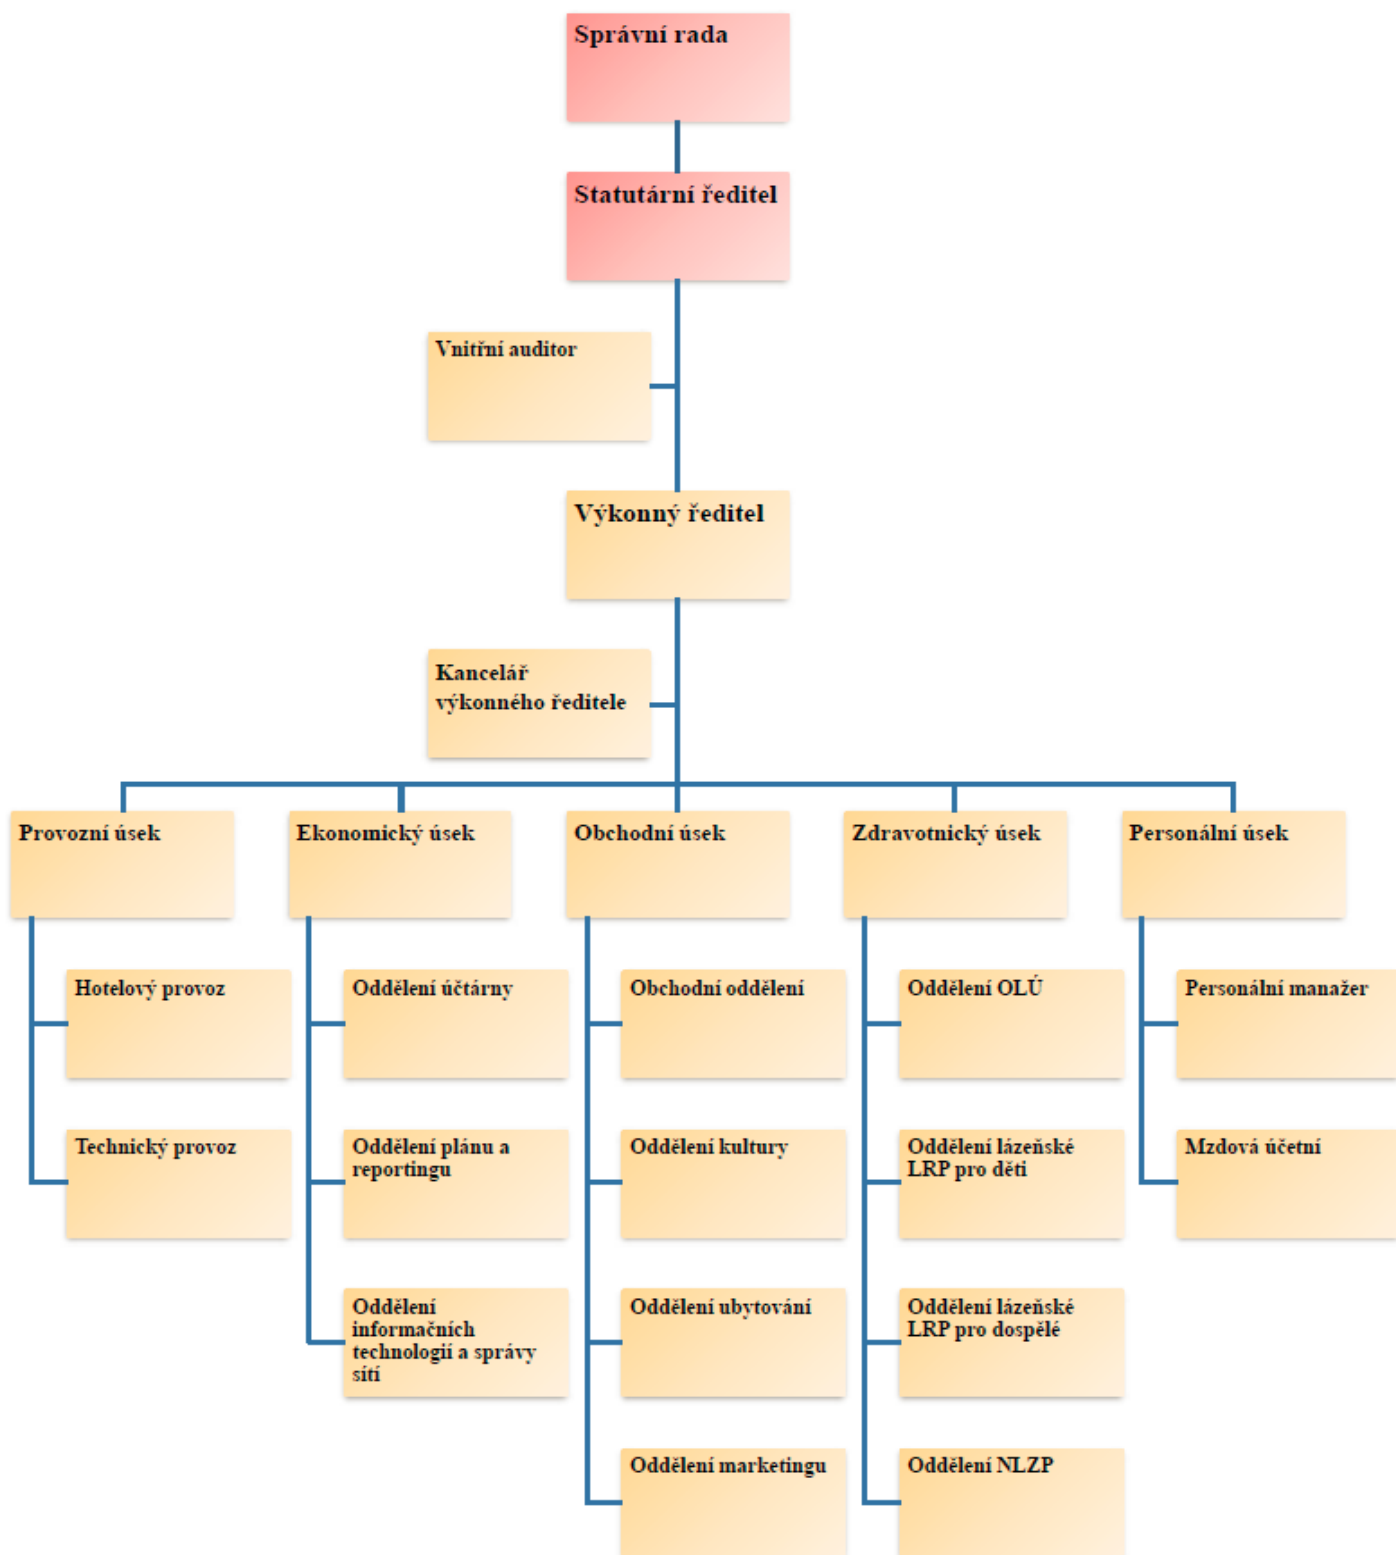 Správní rada
Statutární ředitel
Vnitřní auditor
Výkonný ředitel
Kancelář
výkonného ředitele
Provozní úsek
Ekonomický úsek
Obchodní úsek
Zdravotnický úsek
Personální úsek
Hotelový provoz
Oddělení účtárny
Obchodní oddělení
Oddělení OLÚ
Personální manažer
Technický provoz
Oddělení plánu a
reportingu
Oddělení kultury
Oddělení lázeňské
LRP pro děti
Mzdová účetní
Oddělení
informačních
technologií a správy
sítí
Oddělení ubytování
Oddělení lázeňské
LRP pro dospělé
Oddělení marketingu
Oddělení NLZP